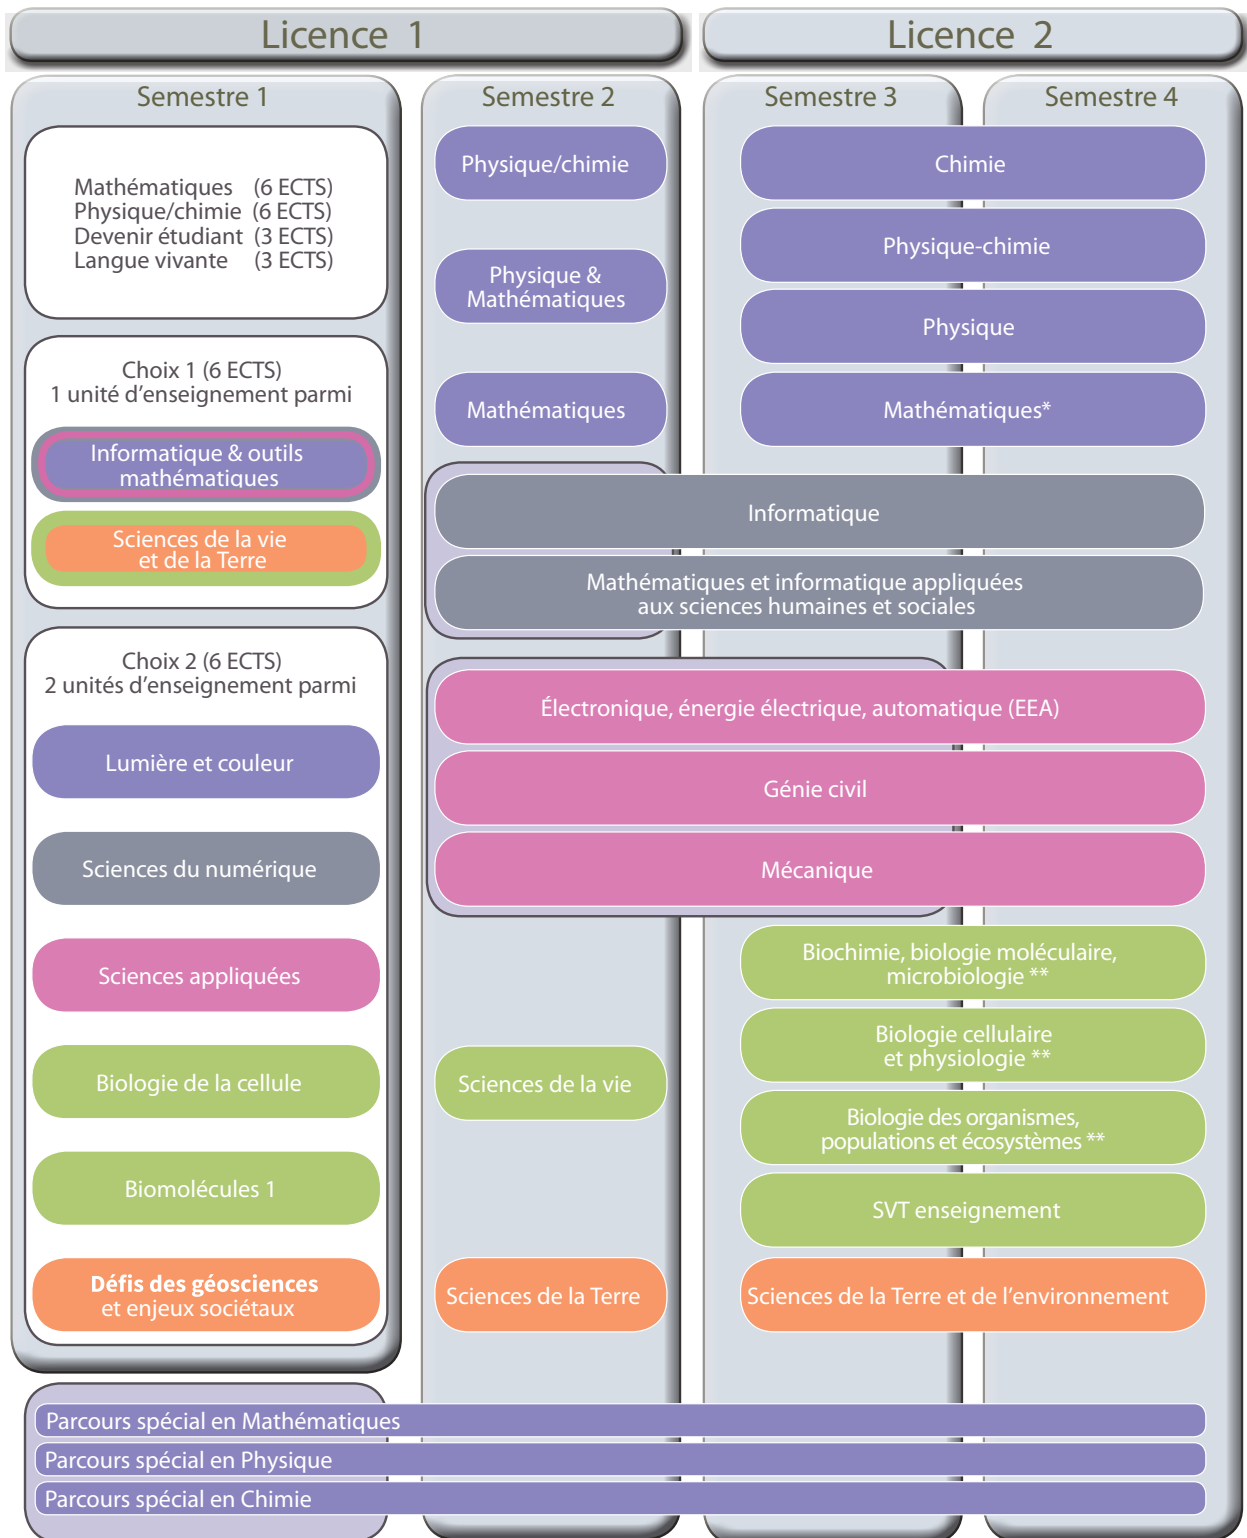 Licence 1
Licence 2
Semestre 1
Semestre 2
Semestre 3
Semestre 4
Mathématiques (6 ECTS)
Physique/chimie (6 ECTS)
Devenir étudiant (3 ECTS)
Langue vivante (3 ECTS)
Choix 1 (6 ECTS)
1 unité d'enseignement parmi
Informatique & outils
mathématiques
Sciences de la vie
et de la Terre
Choix 2 (6 ECTS)
2 unités d'enseignement parmi
Lumière et couleur
Sciences du numérique
Sciences appliquées
Biologie de la cellule
Biomolécules 1
Défis des géosciences
et enjeux sociétaux
Physique/chimie
Physique &
Mathématiques
Mathématiques
Chimie
Physique-chimie
Physique
Mathématiques*
Informatique
Mathématiques et informatique appliquées
aux sciences humaines et sociales
Électronique, énergie électrique, automatique (EEA)
Génie civil
Mécanique
Sciences de la vie
Biochimie, biologie moléculaire,
microbiologie **
Biologie cellulaire
et physiologie **
Biologie des organismes,
populations et écosystèmes **
SVT enseignement
Sciences de la Terre
Sciences de la Terre et de l'environnement
Parcours spécial en Mathématiques
Parcours spécial en Physique
Parcours spécial en Chimie